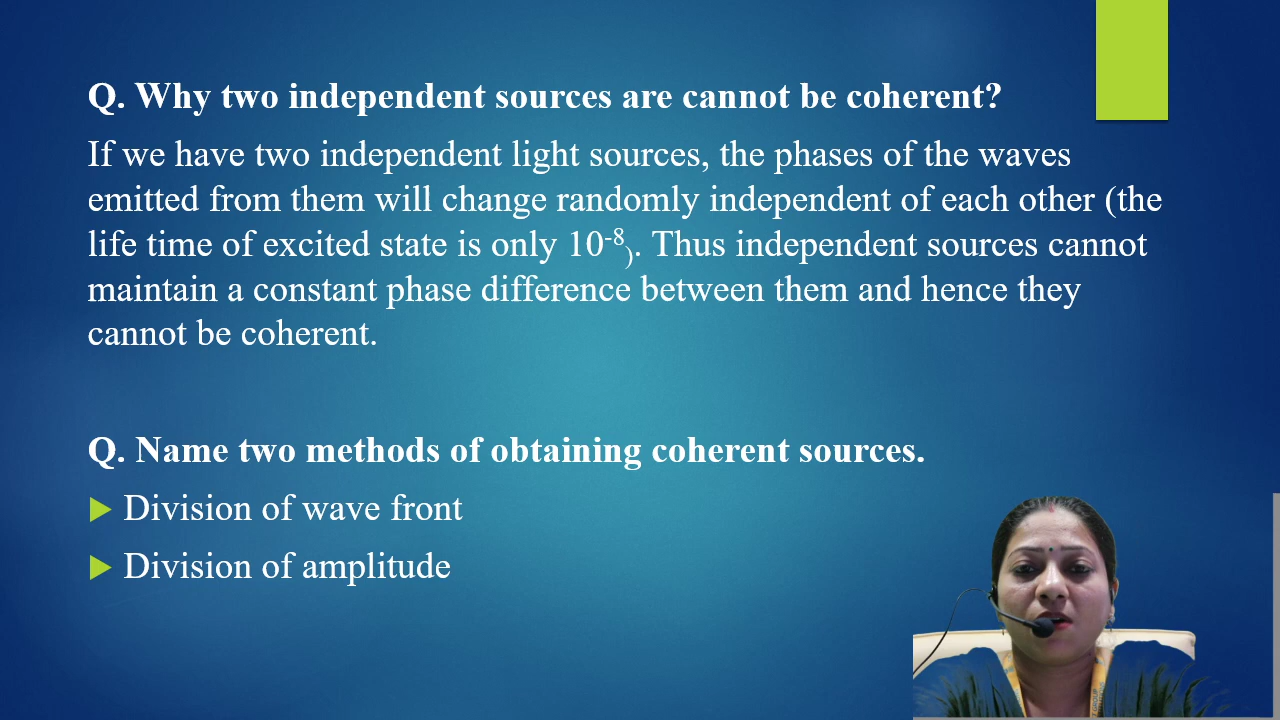 Q. Why two independent sources are cannot be coherent?
If we have two independent light sources, the phases of the waves
emitted from them will change randomly independent of each other (the
life time of excited state is only 10⁻⁸). Thus independent sources cannot
maintain a constant phase difference between them and hence they
cannot be coherent.
Q. Name two methods of obtaining coherent sources.
Division of wave front
Division of amplitude